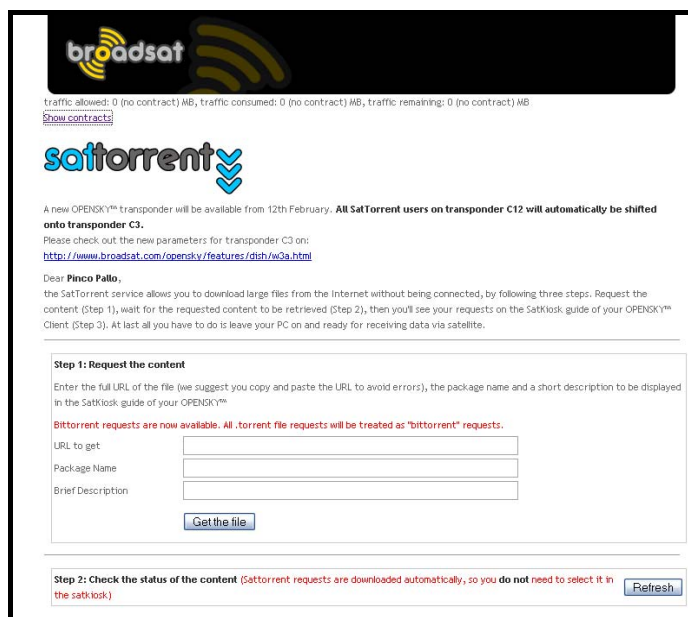 broadsat
traffic allowed: 0 (no contract) MB, traffic consumed: 0 (no contract) MB, traffic remaining: 0 (no contract) MB
Show contracts
sattorrent
A new OPENSKY™ transponder will be available from 12th February. All SatTorrent users on transponder C12 will automatically be shifted
onto transponder C3.
Please check out the new parameters for transponder C3 on:
http://www.broadsat.com/opensky/features/dish/w3a.html
Dear Pinco Pallo,
the SatTorrent service allows you to download large files from the Internet without being connected, by following three steps. Request the
content (Step 1), wait for the requested content to be retrieved (Step 2), then you'll see your requests on the SatKiosk guide of your OPENSKY™
Client (Step 3). At last all you have to do is leave your PC on and ready for receiving data via satellite.
Step 1: Request the content
Enter the full URL of the file (we suggest you copy and paste the URL to avoid errors), the package name and a short description to be displayed
in the SatKiosk guide of your OPENSKY™
Bittorrent requests are now available. All .torrent file requests will be treated as "bittorrent" requests.
URL to get
Package Name
Brief Description
Get the file
Step 2: Check the status of the content (Sattorrent requests are downloaded automatically, so you do not need to select it in
the satkiosk)
Refresh